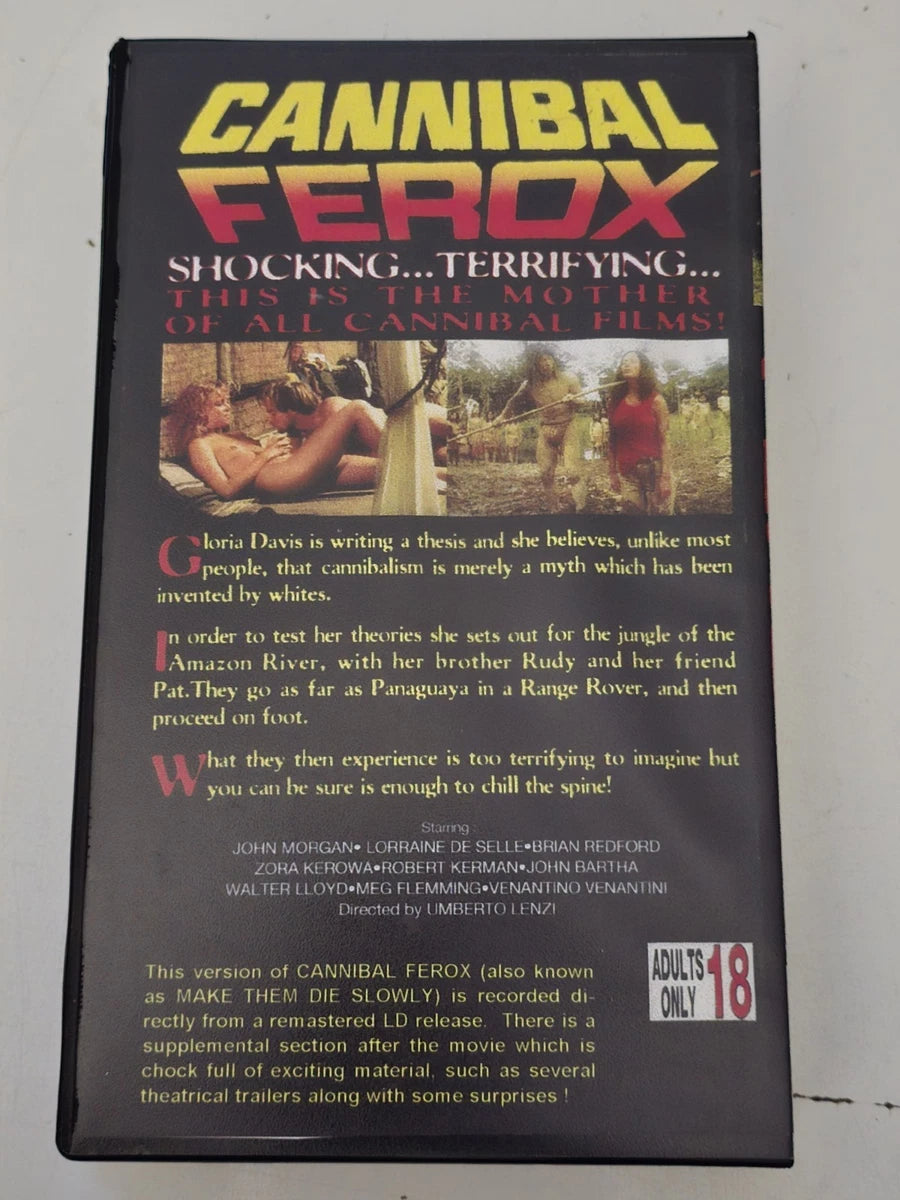 CANNIBAL
FEROX
SHOCKING...TERRIFYING...
THIS IS THE MOTHER
OF ALL CANNIBAL FILMS!
Gloria Davis is writing a thesis and she believes, unlike most
people, that cannibalism is merely a myth which has been
invented by whites.
In order to test her theories she sets out for the jungle of the
Amazon River, with her brother Rudy and her friend
Pat.They go as far as Panaguaya in a Range Rover, and then
proceed on foot.
What they then experience is too terrifying to imagine but
you can be sure is enough to chill the spine!
Starring :
JOHN MORGAN• LORRAINE DE SELLE•BRIAN REDFORD
ZORA KEROWA•ROBERT KERMAN•JOHN BARTHA
WALTER LLOYD•MEG FLEMMING•VENANTINO VENANTINI
Directed by UMBERTO LENZI
This version of CANNIBAL FEROX (also known
as MAKE THEM DIE SLOWLY) is recorded di-
rectly from a remastered LD release. There is a
supplemental section after the movie which is
chock full of exciting material, such as several
theatrical trailers along with some surprises !
ADULTS
ONLY
18